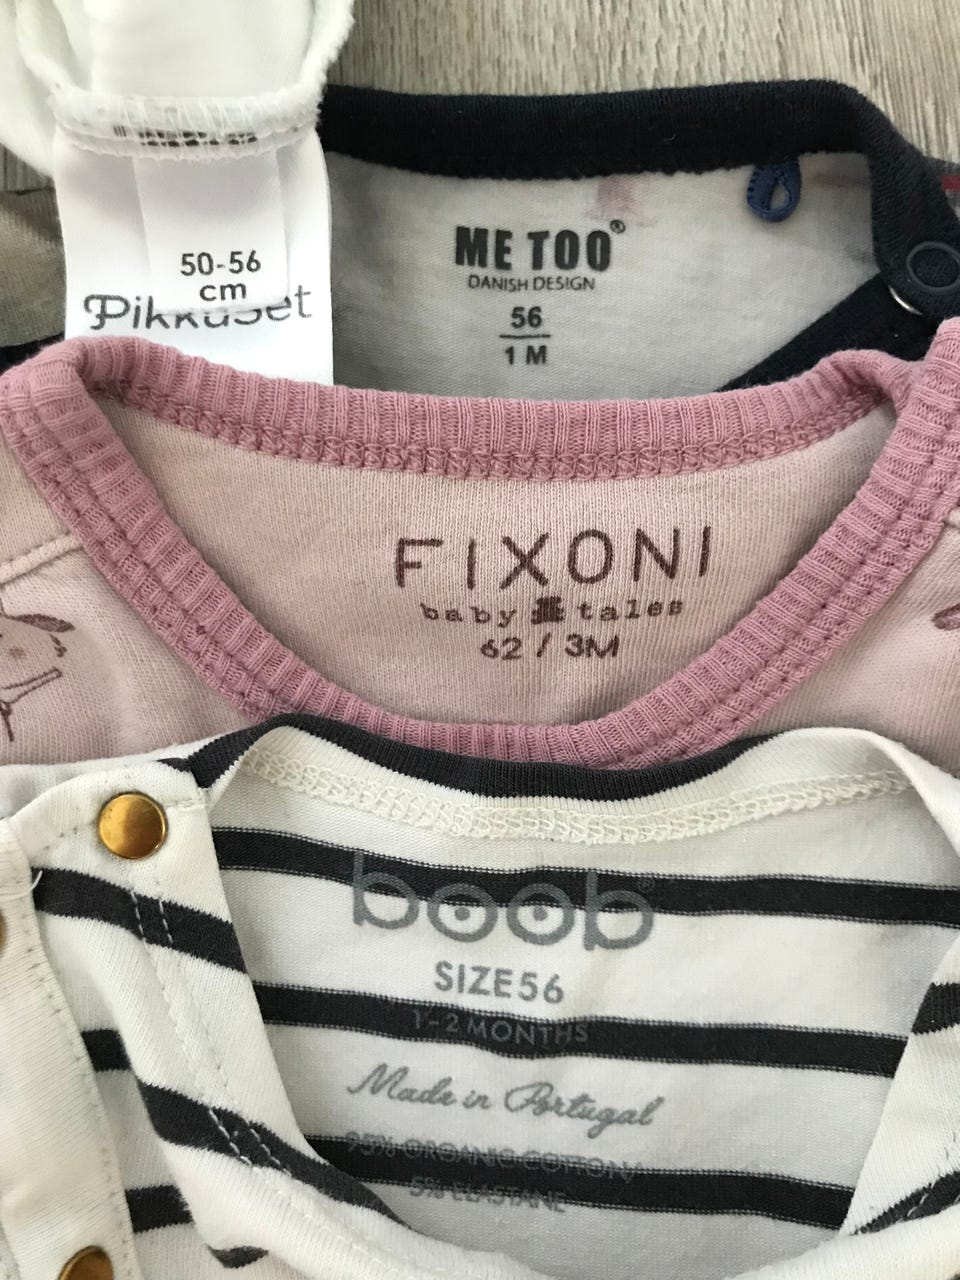 50-56
cm
PikkuSet
ME TOO®
DANISH DESIGN
56
1 M
FIXONI
baby tales
62 / 3M
boob®
SIZE 56
1-2 MONTHS
Made in Portugal
95% ORGANIC COTTON/
5% ELASTANE